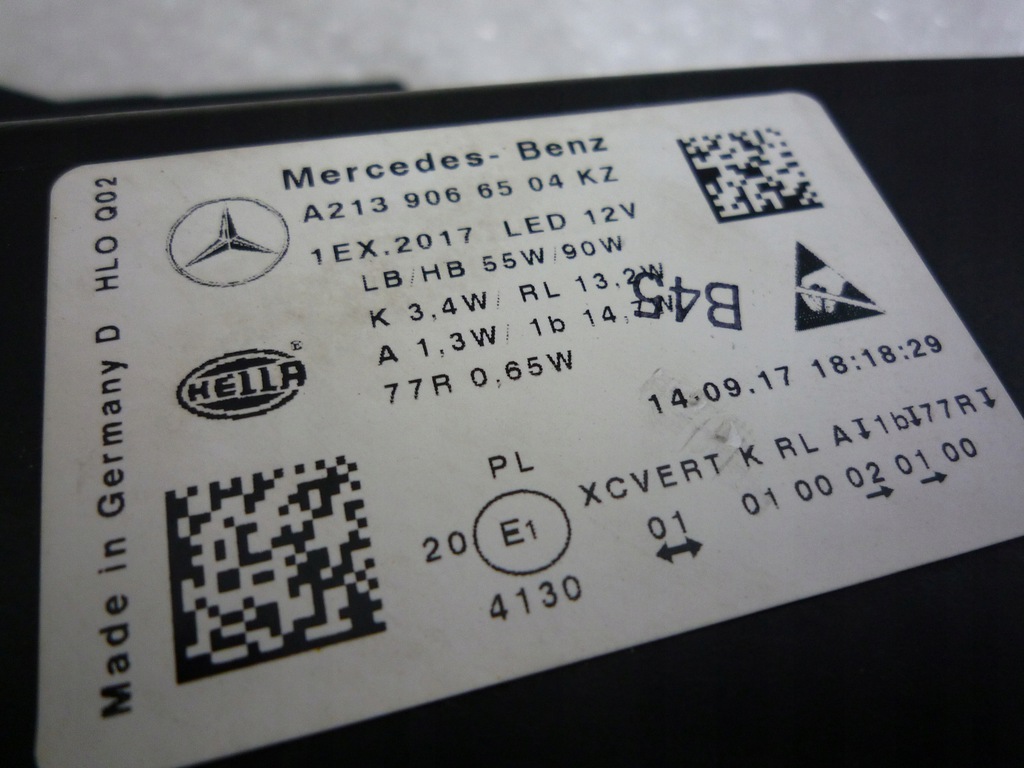 Mercedes-Benz
A213 906 65 04 KZ
1EX.2017 LED 12V
LB/HB 55W/90W
K 3,4W/ RL 13,2W
A 1,3W/ 1b 14,7W
77R 0,65W
B45
HELLA
14.09.17 18:18:29
PL
XCVERT K RL A↕1b↕77R↕
20 E1 01 01 00 02 01 00
4130
Made in Germany D HLO Q02